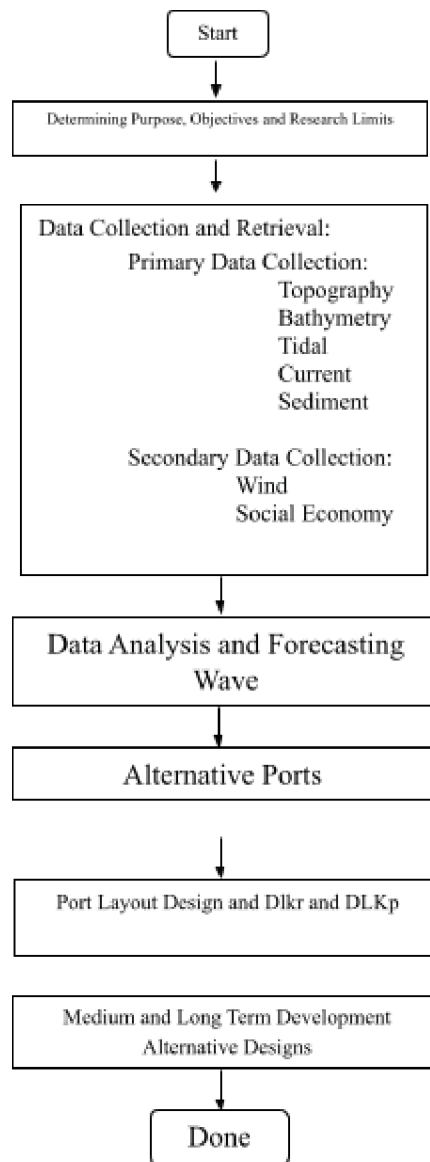 Start
Determining Purpose, Objectives and Research Limits
Data Collection and Retrieval:
Primary Data Collection:
Topography
Bathymetry
Tidal
Current
Sediment
Secondary Data Collection:
Wind
Social Economy
Data Analysis and Forecasting
Wave
Alternative Ports
Port Layout Design and Dlkr and DLKp
Medium and Long Term Development
Alternative Designs
Done